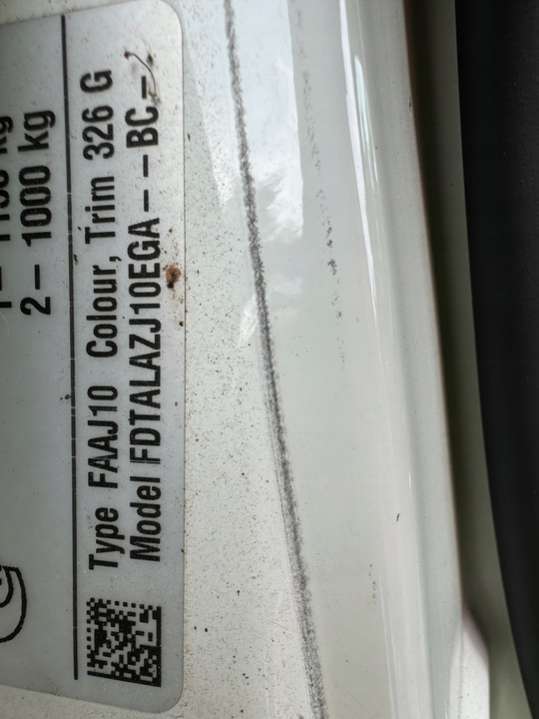 2– 1000 kg
Type FAAJ10 Colour, Trim 326 G
Model FDTALAZJ10EGA – – BC –